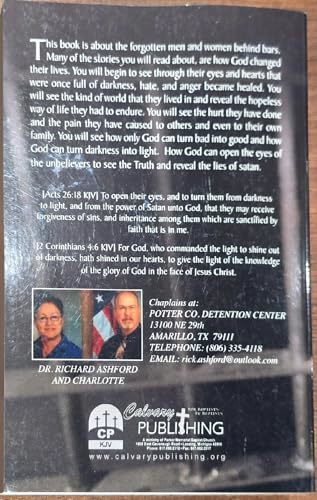 This book is about the forgotten men and women behind bars.
Many of the stories you will read about, are how God changed
their lives. You will begin to see through their eyes and hearts that
were once full of darkness, hate, and anger became healed. You
will see the kind of world that they lived in and reveal the hopeless
way of life they had to endure. You will see the hurt they have done
and the pain they have caused to others and even to their own
family. You will see how only God can turn bad into good and how
God can turn darkness into light. How God can open the eyes of
the unbelievers to see the Truth and reveal the lies of satan.
[Acts 26:18 KJV] To open their eyes, and to turn them from darkness
to light, and from the power of Satan unto God, that they may receive
forgiveness of sins, and inheritance among them which are sanctified by
faith that is in me.
[2 Corinthians 4:6 KJV] For God, who commanded the light to shine out
of darkness, hath shined in our hearts, to give the light of the knowledge
of the glory of God in the face of Jesus Christ.
Chaplains at:
POTTER CO. DETENTION CENTER
13100 NE 29th
AMARILLO, TX 79111
TELEPHONE: (806) 335-4118
EMAIL: rick.ashford@outlook.com
DR. RICHARD ASHFORD
AND CHARLOTTE
CP
KJV
Calvary
FOR BAPTISTS
BY BAPTISTS
PUBLISHING
A ministry of Parker Memorial Baptist Church
www.calvarypublishing.org